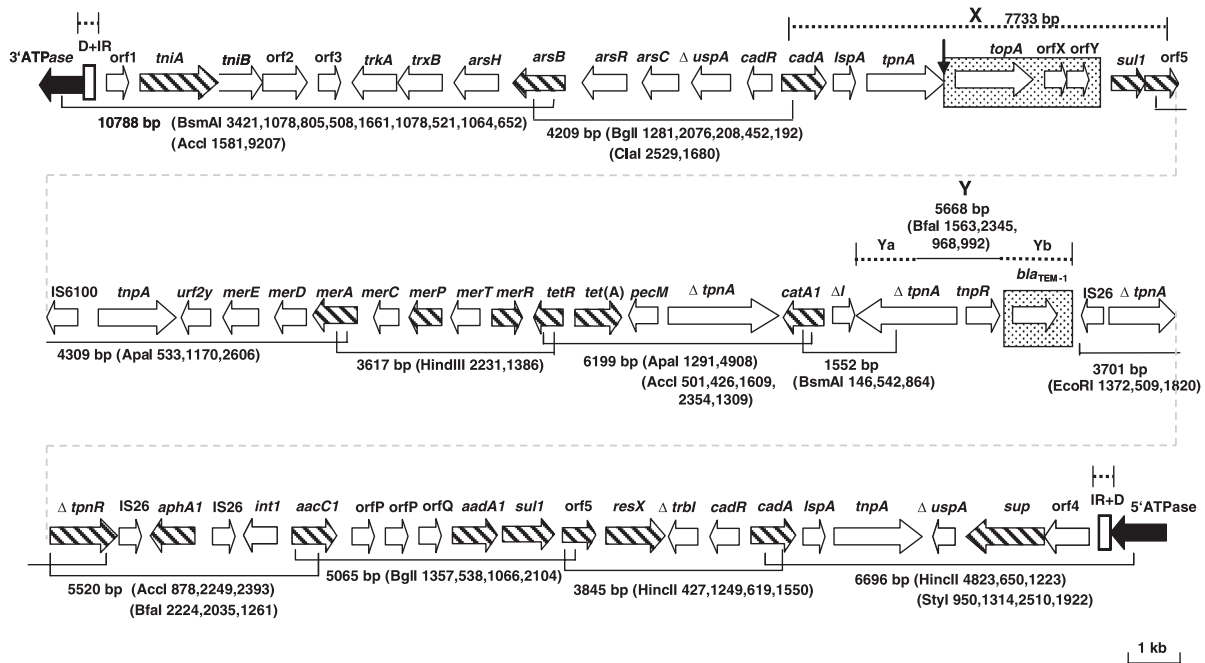 X
7733 bp
D+IR
3'ATPase orf1 tniA tniB orf2 orf3 trkA trxB arsH arsB arsR arsC Δ uspA cadR cadA lspA tpnA topA orfX orfY sul1 orf5
10788 bp (BsmAI 3421,1078,805,508,1661,1078,521,1064,652)
(AccI 1581,9207)
4209 bp (BglI 1281,2076,208,452,192)
(ClaI 2529,1680)
Y
5668 bp
(BfaI 1563,2345,
968,992)
Ya Yb
IS6100 tnpA urf2y merE merD merA merC merP merT merR tetR tet(A) pecM Δ tpnA catA1 ΔI Δ tpnA tnpR blaTEM-1 IS26 Δ tpnA
4309 bp (ApaI 533,1170,2606)
3617 bp (HindIII 2231,1386)
6199 bp (ApaI 1291,4908)
(AccI 501,426,1609,
2354,1309)
1552 bp
(BsmAI 146,542,864)
3701 bp
(EcoRI 1372,509,1820)
IR+D
Δ tpnR IS26 aphA1 IS26 int1 aacC1 orfP orfP orfQ aadA1 sul1 orf5 resX Δ trbI cadR cadA lspA tnpA Δ uspA sup orf4 5'ATPase
5520 bp (AccI 878,2249,2393)
(BfaI 2224,2035,1261)
5065 bp (BglI 1357,538,1066,2104)
3845 bp (HincII 427,1249,619,1550)
6696 bp (HincII 4823,650,1223)
(StyI 950,1314,2510,1922)
1 kb